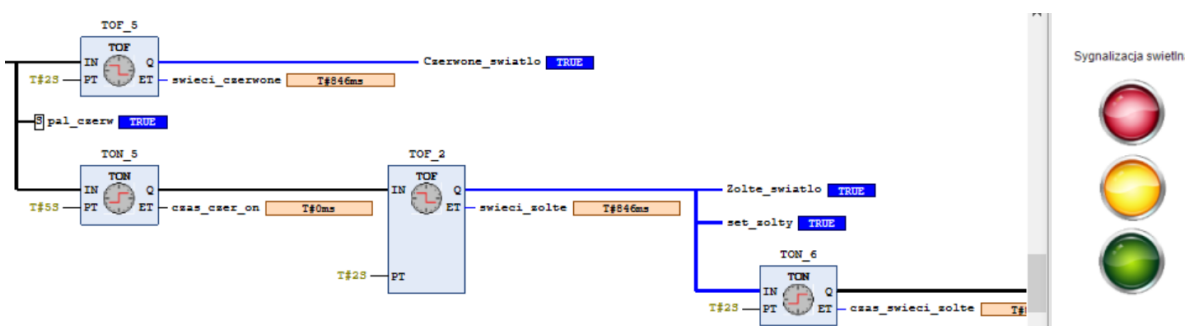 TOF_5
TOF
IN Q Czerwone_swiatlo TRUE
T#2S PT ET swieci_czerwone T#846ms
S pal_czerw TRUE
TON_5 TOF_2
TON TOF
IN Q IN Q Zolte_swiatlo TRUE
T#5S PT ET czas_czer_on T#0ms ET swieci_zolte T#846ms
set_zolty TRUE
TON_6
TON
T#2S PT
IN Q
T#2S PT ET czas_swieci_zolte
Sygnalizacja swietln